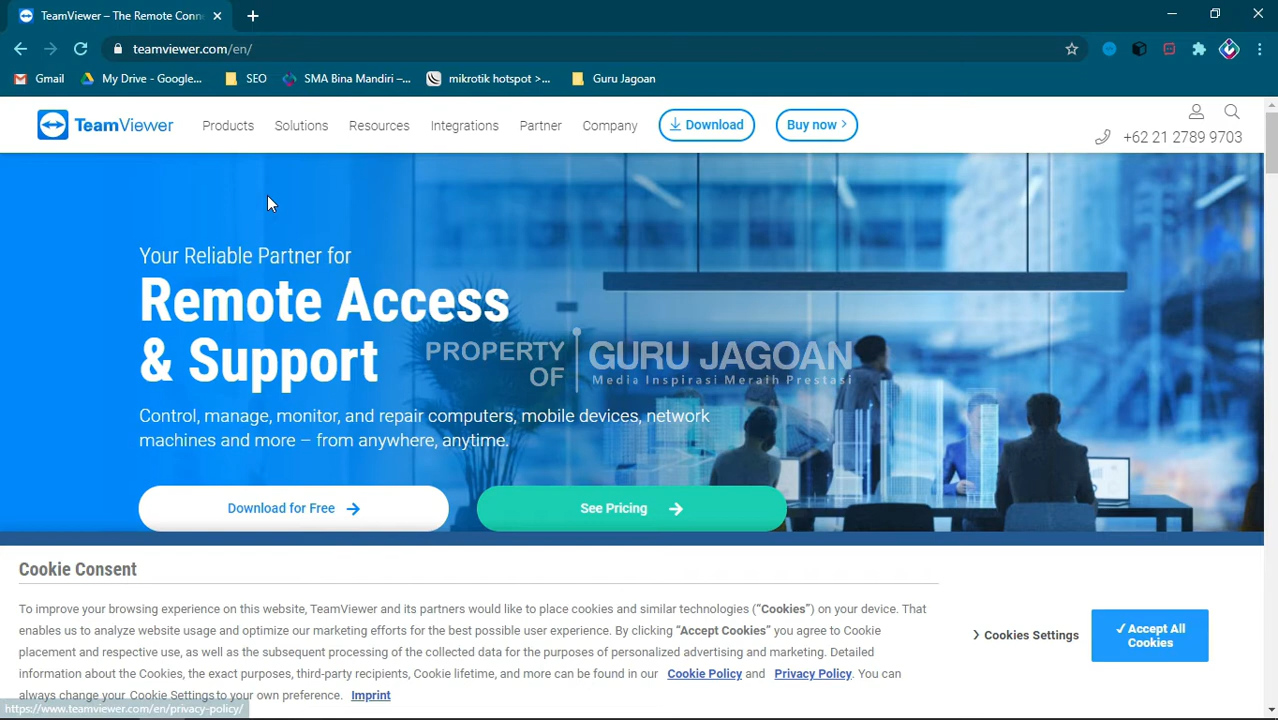 TeamViewer – The Remote Conn
teamviewer.com/en/
Gmail My Drive - Google... SEO SMA Bina Mandiri –... mikrotik hotspot >... Guru Jagoan
TeamViewer Products Solutions Resources Integrations Partner Company Download Buy now
+62 21 2789 9703
Your Reliable Partner for
Remote Access
& Support
PROPERTY OF GURU JAGOAN
Media Inspirasi Meraih Prestasi
Control, manage, monitor, and repair computers, mobile devices, network
machines and more – from anywhere, anytime.
Download for Free See Pricing
Cookie Consent
To improve your browsing experience on this website, TeamViewer and its partners would like to place cookies and similar technologies (“Cookies”) on your device. That
enables us to analyze website usage and optimize our marketing efforts for the best possible user experience. By clicking “Accept Cookies” you agree to Cookie
placement and respective use, as well as the subsequent processing of the collected data for the purposes of personalized advertising and marketing. Detailed
information about the Cookies, the exact purposes, third-party recipients, Cookie lifetime, and more can be found in our Cookie Policy and Privacy Policy. You can
always change your Cookie Settings to your own preference. Imprint
Cookies Settings
Accept All
Cookies
https://www.teamviewer.com/en/privacy-policy/